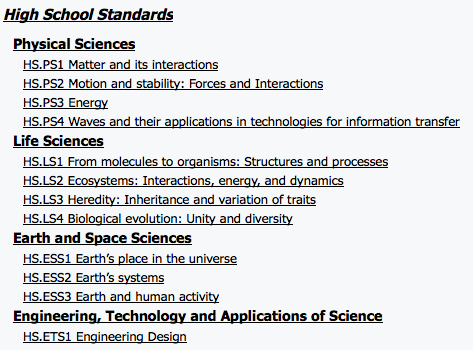 High School Standards
Physical Sciences
HS.PS1 Matter and its interactions
HS.PS2 Motion and stability: Forces and Interactions
HS.PS3 Energy
HS.PS4 Waves and their applications in technologies for information transfer
Life Sciences
HS.LS1 From molecules to organisms: Structures and processes
HS.LS2 Ecosystems: Interactions, energy, and dynamics
HS.LS3 Heredity: Inheritance and variation of traits
HS.LS4 Biological evolution: Unity and diversity
Earth and Space Sciences
HS.ESS1 Earth’s place in the universe
HS.ESS2 Earth’s systems
HS.ESS3 Earth and human activity
Engineering, Technology and Applications of Science
HS.ETS1 Engineering Design